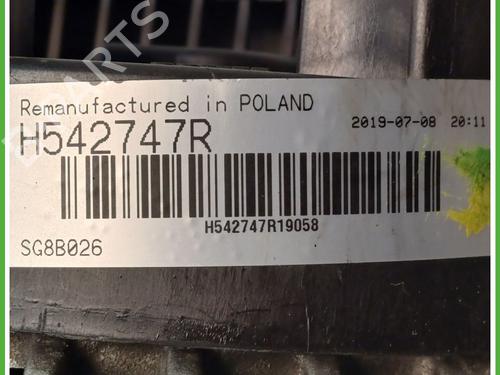 Remanufactured in POLAND
H542747R
2019-07-08 20:11
H542747R19058
SG8B026